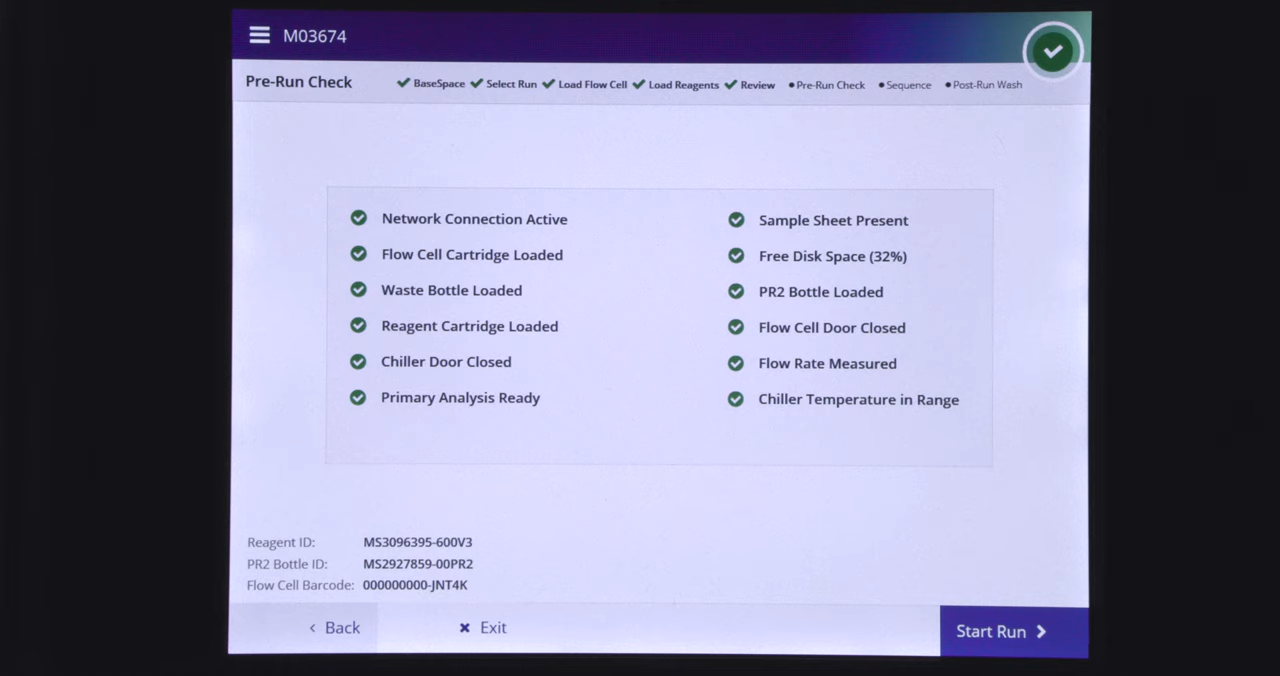 M03674
Pre-Run Check
BaseSpace Select Run Load Flow Cell Load Reagents Review Pre-Run Check Sequence Post-Run Wash
Network Connection Active
Flow Cell Cartridge Loaded
Waste Bottle Loaded
Reagent Cartridge Loaded
Chiller Door Closed
Primary Analysis Ready
Sample Sheet Present
Free Disk Space (32%)
PR2 Bottle Loaded
Flow Cell Door Closed
Flow Rate Measured
Chiller Temperature in Range
Reagent ID: MS3096395-600V3
PR2 Bottle ID: MS2927859-00PR2
Flow Cell Barcode: 000000000-JNT4K
Back
Exit
Start Run